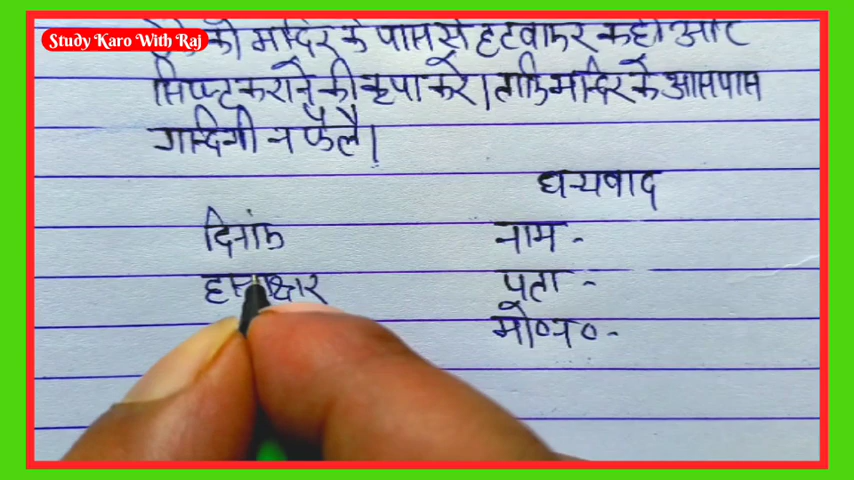 Study Karo With Raj
को मंदिर के पास से हटवाकर कही और
सिफ्ट कराने की कृपा करे। ताकि मन्दिर के आसपास
गन्दिगी न फैलै।
धन्यवाद
दिनांक
नाम -
हस्ताक्षर
पता -
मो०न० -